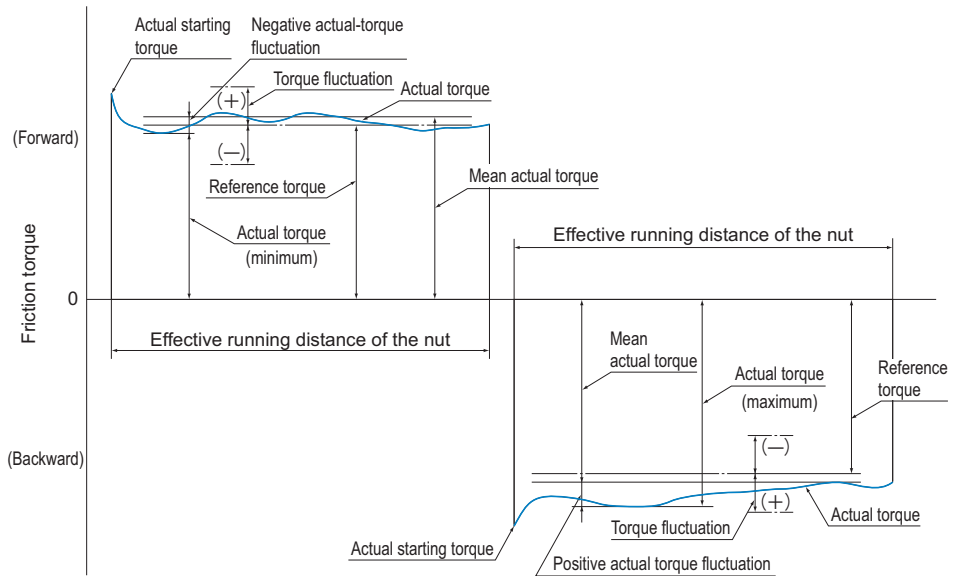 Actual starting
torque
Negative actual-torque
fluctuation
Torque fluctuation
(+)
Actual torque
(Forward)
(—)
Reference torque
Mean actual torque
Actual torque
(minimum)
Effective running distance of the nut
Friction torque
0
Effective running distance of the nut
Mean
actual torque
Actual torque
(maximum)
Reference
torque
(—)
(Backward)
(+)
Actual torque
Torque fluctuation
Actual starting torque
Positive actual torque fluctuation